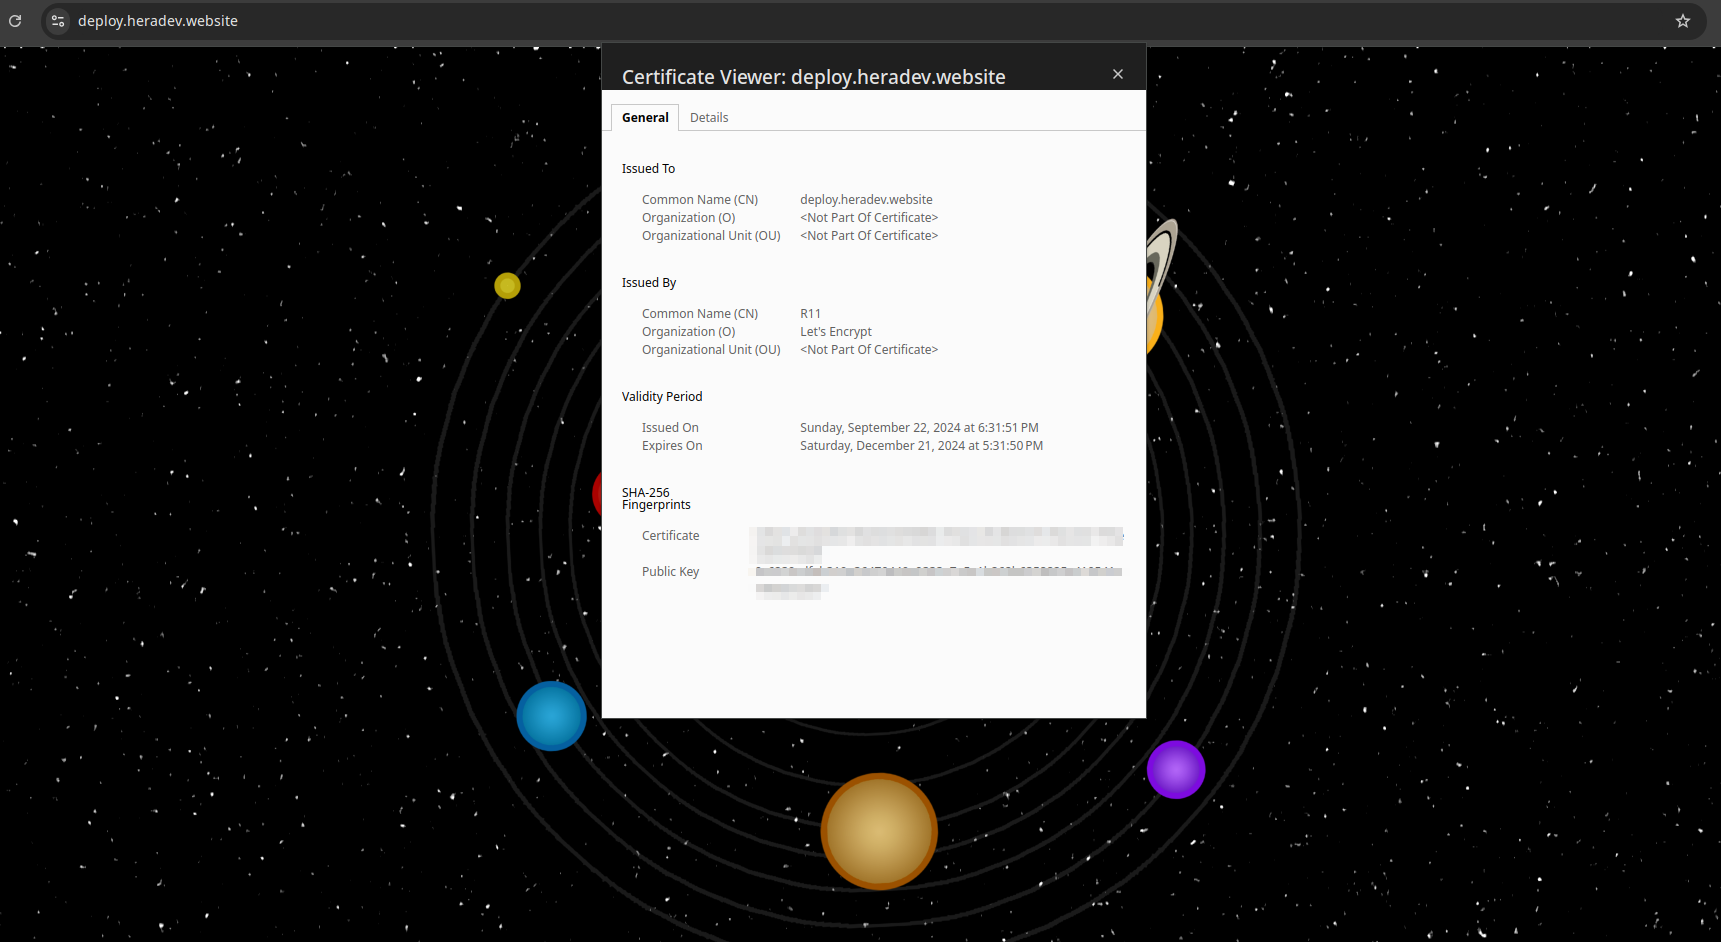 deploy.heradev.website
Certificate Viewer: deploy.heradev.website
General Details
Issued To
Common Name (CN) deploy.heradev.website
Organization (O) <Not Part Of Certificate>
Organizational Unit (OU) <Not Part Of Certificate>
Issued By
Common Name (CN) R11
Organization (O) Let's Encrypt
Organizational Unit (OU) <Not Part Of Certificate>
Validity Period
Issued On Sunday, September 22, 2024 at 6:31:51 PM
Expires On Saturday, December 21, 2024 at 5:31:50 PM
SHA-256
Fingerprints
Certificate
Public Key